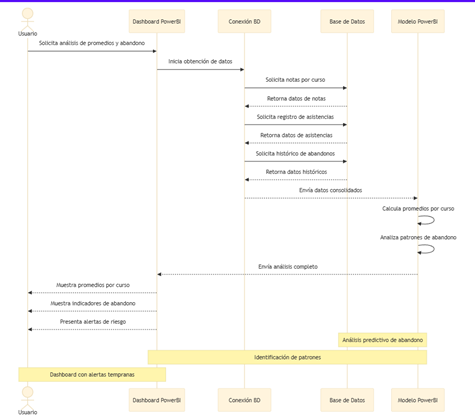 Usuario
Dashboard PowerBI
Conexión BD
Base de Datos
Modelo PowerBI
Solicita análisis de promedios y abandono
Inicia obtención de datos
Solicita notas por curso
Retorna datos de notas
Solicita registro de asistencias
Retorna datos de asistencias
Solicita histórico de abandonos
Retorna datos históricos
Envía datos consolidados
Calcula promedios por curso
Analiza patrones de abandono
Envía análisis completo
Muestra promedios por curso
Muestra indicadores de abandono
Presenta alertas de riesgo
Análisis predictivo de abandono
Identificación de patrones
Dashboard con alertas tempranas
Usuario
Dashboard PowerBI
Conexión BD
Base de Datos
Modelo PowerBI